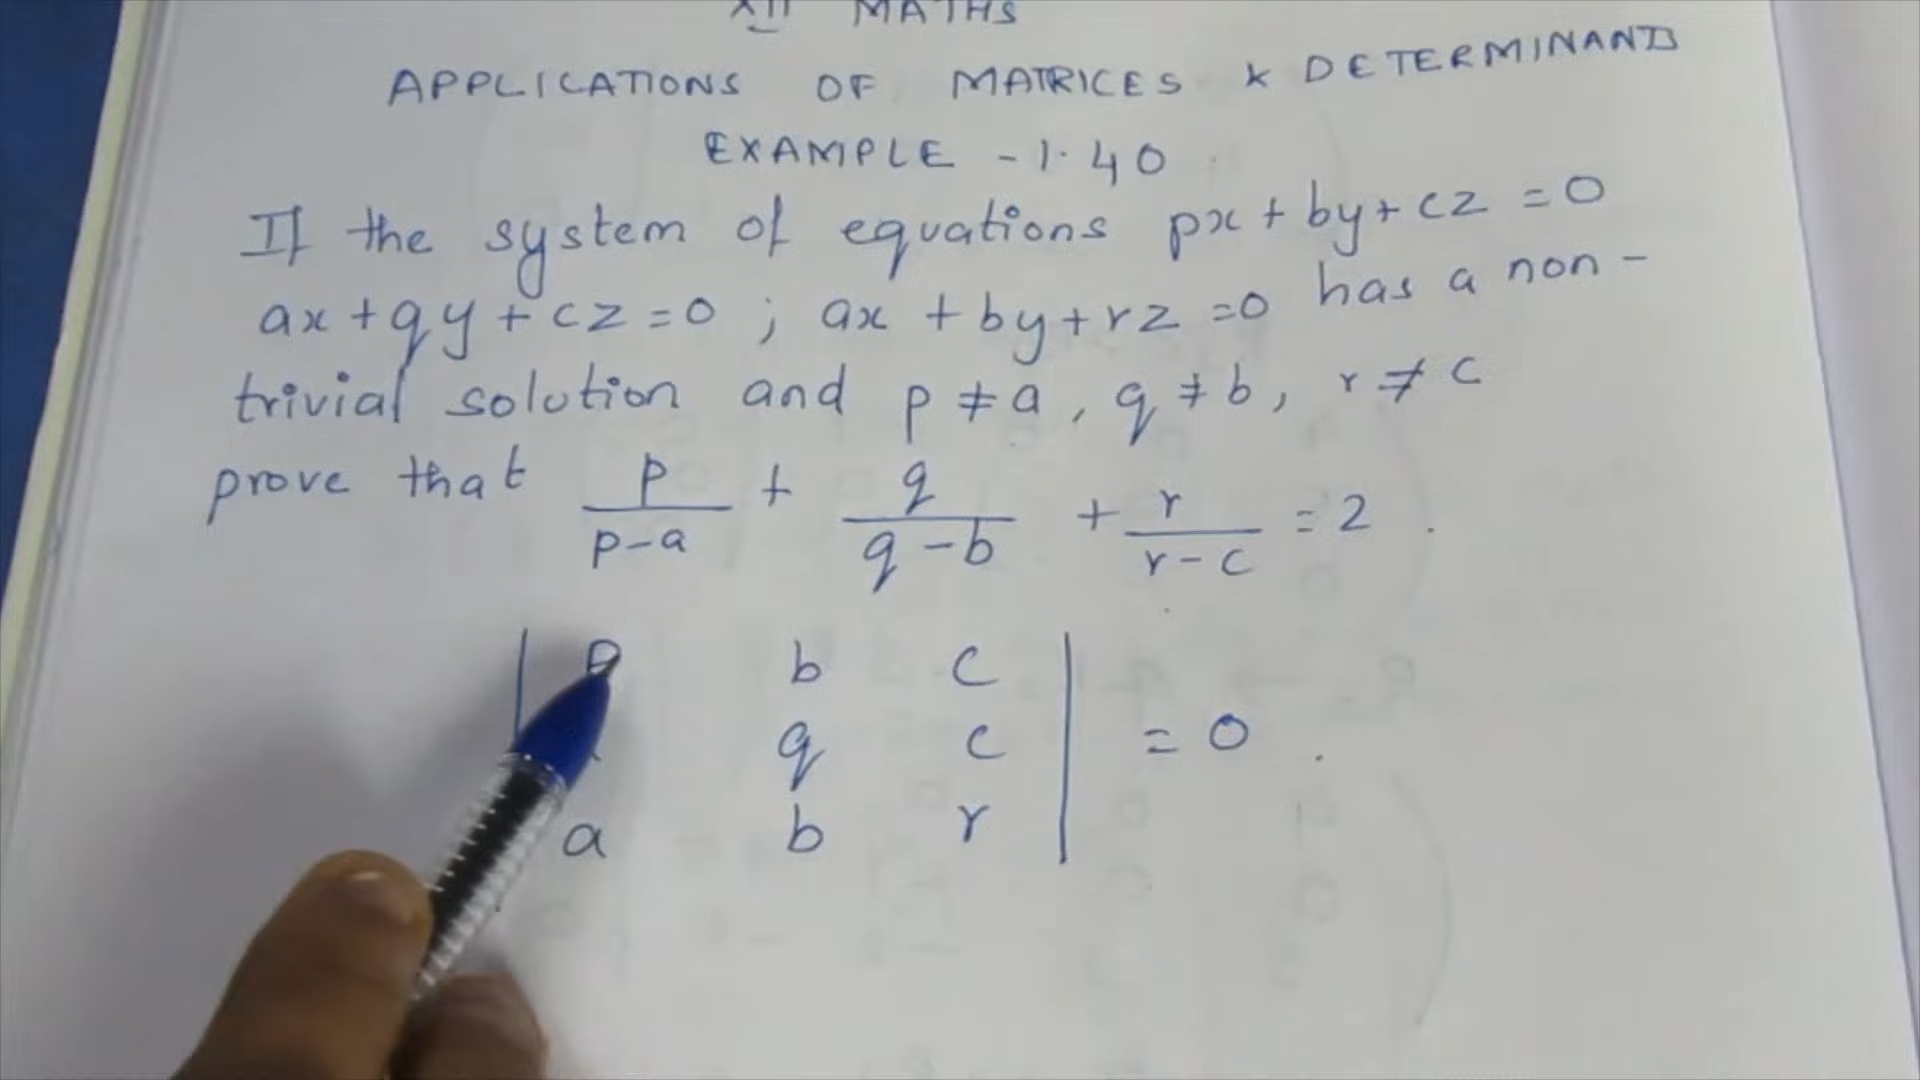 XII MATHS
APPLICATIONS OF MATRICES & DETERMINANTS
EXAMPLE - 1.40
If the system of equations px + by + cz = 0
ax + qy + cz = 0 ; ax + by + rz = 0 has a non -
trivial solution and p ≠ a, q ≠ b, r ≠ c
prove that p/(p-a) + q/(q-b) + r/(r-c) = 2 .
| p b c |
q c | = 0 .
a b r |